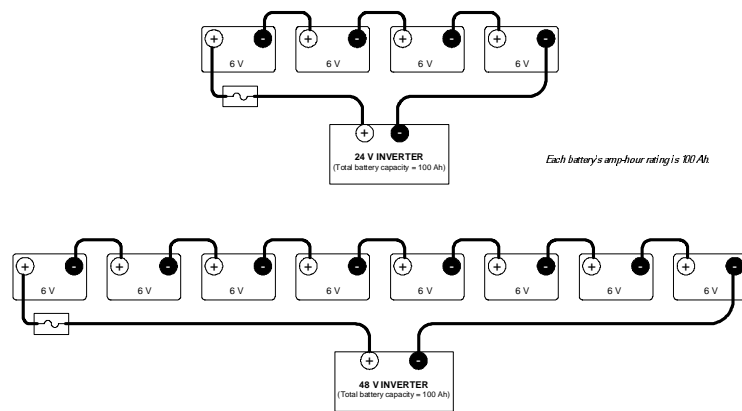 + - + - + - + -
6 V 6 V 6 V 6 V
+ -
24 V INVERTER
(Total battery capacity = 100 Ah)
Each battery's amp-hour rating is 100 Ah.
+ - + - + - + - + - + - + - + -
6 V 6 V 6 V 6 V 6 V 6 V 6 V 6 V
+ -
48 V INVERTER
(Total battery capacity = 100 Ah)